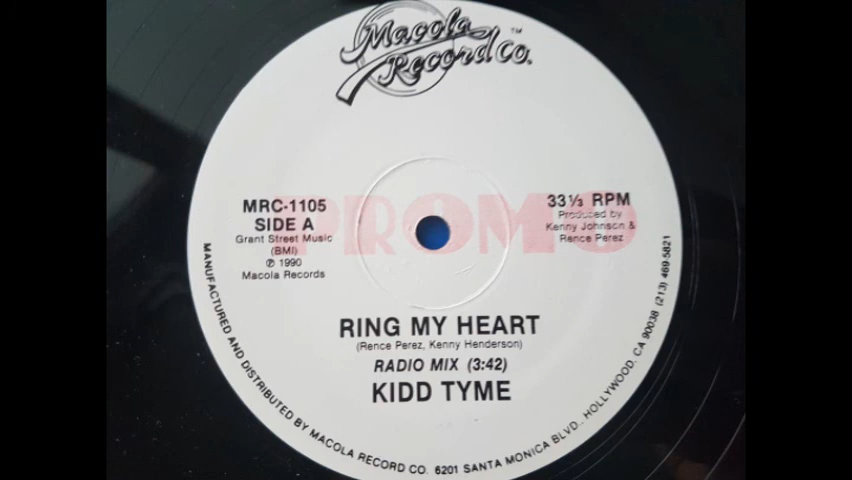 Macola
Record Co.™
PROMO
MRC-1105
SIDE A
Grant Street Music
(BMI)
℗ 1990
Macola Records
33⅓ RPM
Produced by
Kenny Johnson &
Rence Perez
RING MY HEART
(Rence Perez, Kenny Henderson)
RADIO MIX (3:42)
KIDD TYME
MANUFACTURED AND DISTRIBUTED BY MACOLA RECORD CO. 6201 SANTA MONICA BLVD., HOLLYWOOD, CA 90038 (213) 469-5821